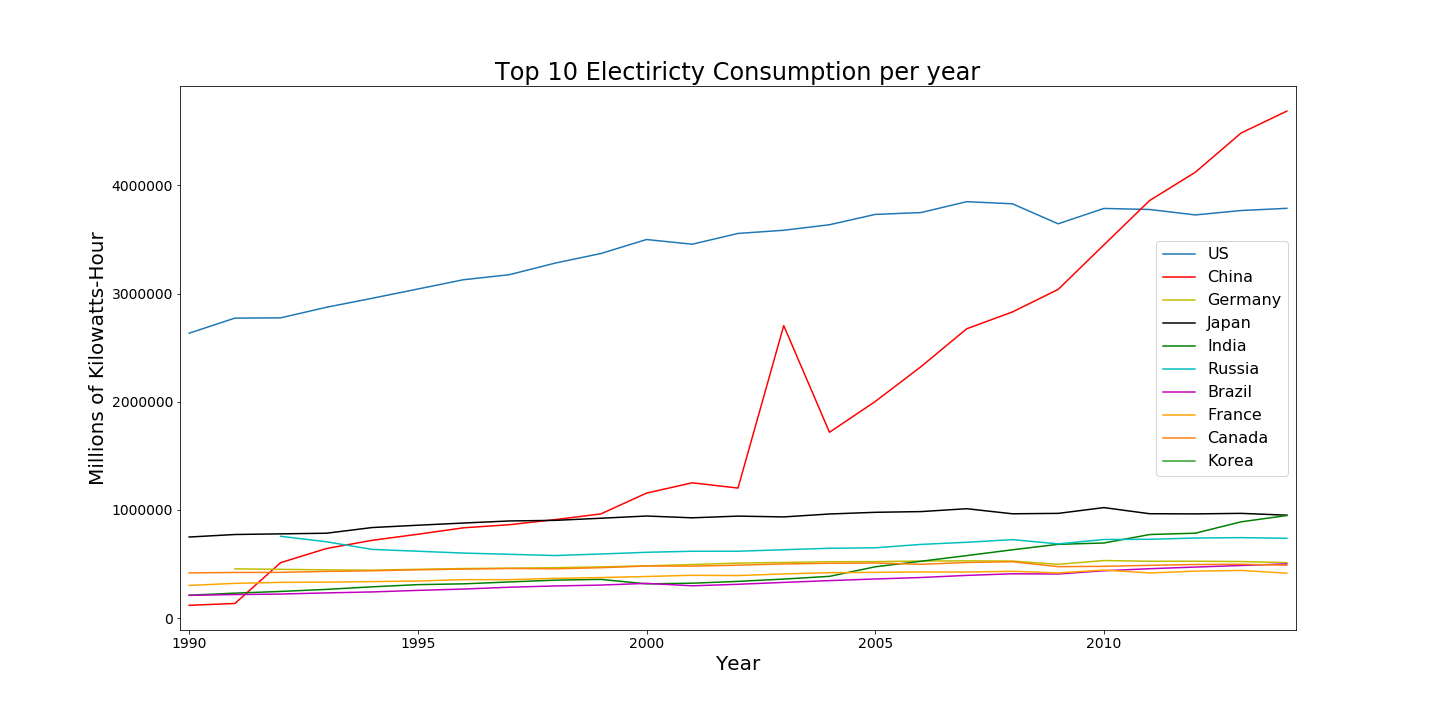 Top 10 Electiricty Consumption per year
Millions of Kilowatts-Hour
4000000
3000000
2000000
1000000
0
US
China
Germany
Japan
India
Russia
Brazil
France
Canada
Korea
1990 1995 2000 2005 2010
Year